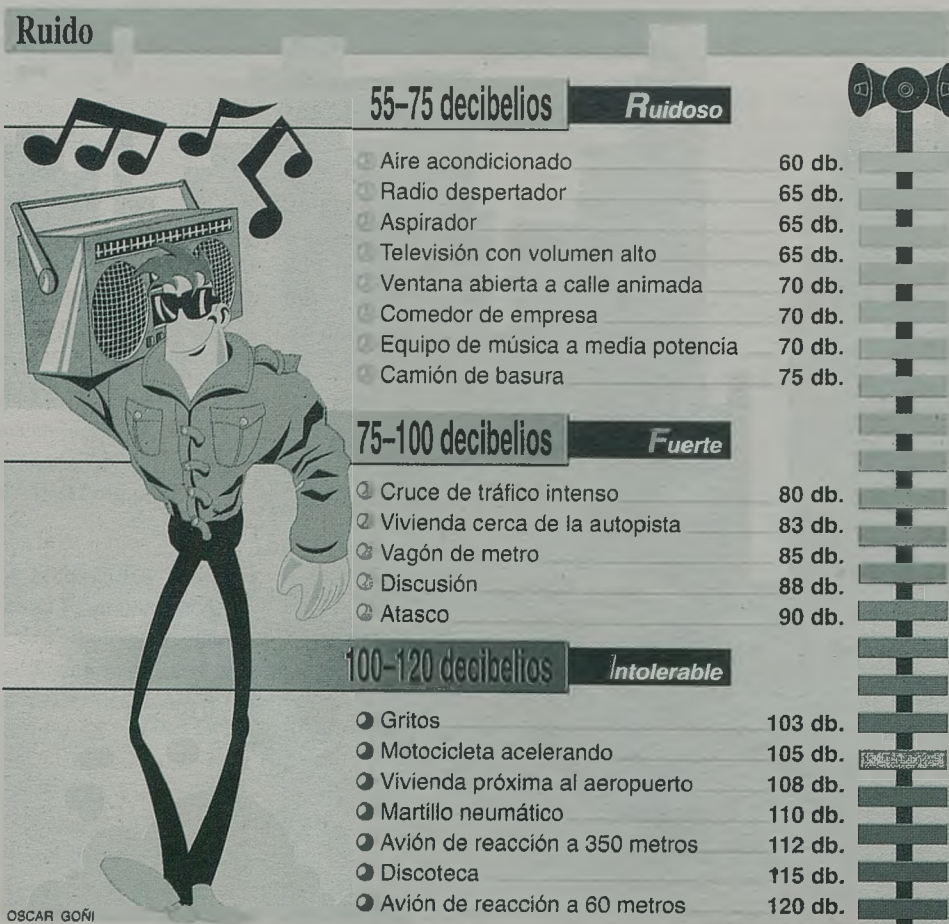 Ruido
55–75 decibelios Ruidoso
Aire acondicionado 60 db.
Radio despertador 65 db.
Aspirador 65 db.
Televisión con volumen alto 65 db.
Ventana abierta a calle animada 70 db.
Comedor de empresa 70 db.
Equipo de música a media potencia 70 db.
Camión de basura 75 db.
75–100 decibelios Fuerte
Cruce de tráfico intenso 80 db.
Vivienda cerca de la autopista 83 db.
Vagón de metro 85 db.
Discusión 88 db.
Atasco 90 db.
100–120 decibelios Intolerable
Gritos 103 db.
Motocicleta acelerando 105 db.
Vivienda próxima al aeropuerto 108 db.
Martillo neumático 110 db.
Avión de reacción a 350 metros 112 db.
Discoteca 115 db.
Avión de reacción a 60 metros 120 db.
OSCAR GOÑI